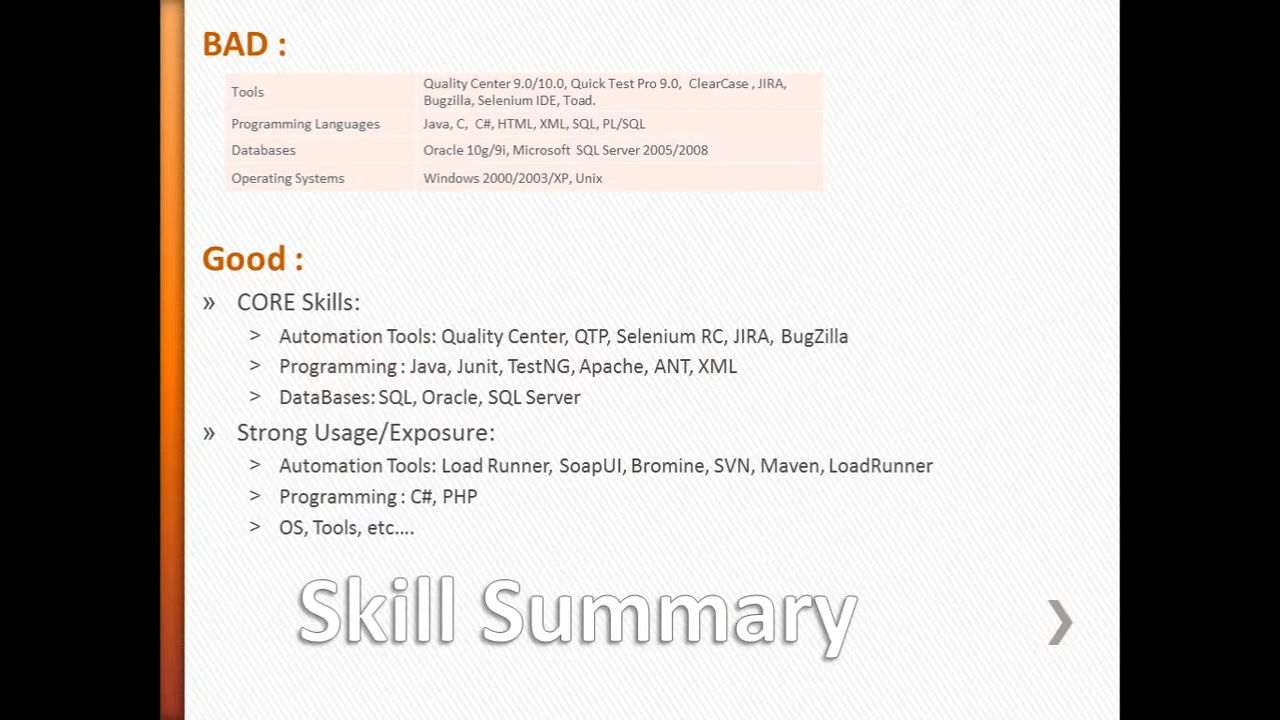 BAD :
Tools
Quality Center 9.0/10.0, Quick Test Pro 9.0, ClearCase , JIRA,
Bugzilla, Selenium IDE, Toad.
Programming Languages
Java, C, C#, HTML, XML, SQL, PL/SQL
Databases
Oracle 10g/9i, Microsoft SQL Server 2005/2008
Operating Systems
Windows 2000/2003/XP, Unix
Good :
» CORE Skills:
> Automation Tools: Quality Center, QTP, Selenium RC, JIRA, BugZilla
> Programming : Java, Junit, TestNG, Apache, ANT, XML
> DataBases: SQL, Oracle, SQL Server
» Strong Usage/Exposure:
> Automation Tools: Load Runner, SoapUI, Bromine, SVN, Maven, LoadRunner
> Programming : C#, PHP
> OS, Tools, etc....
Skill Summary